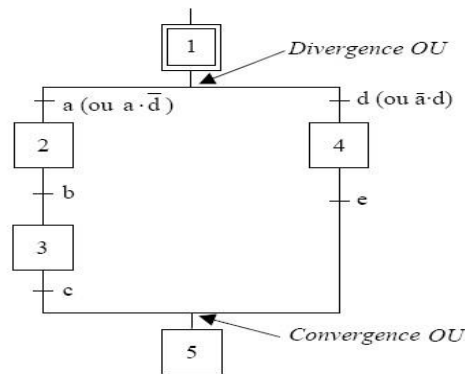 1
Divergence OU
a (ou a · d̅ )
d (ou ā·d)
2
4
b
e
3
c
Convergence OU
5